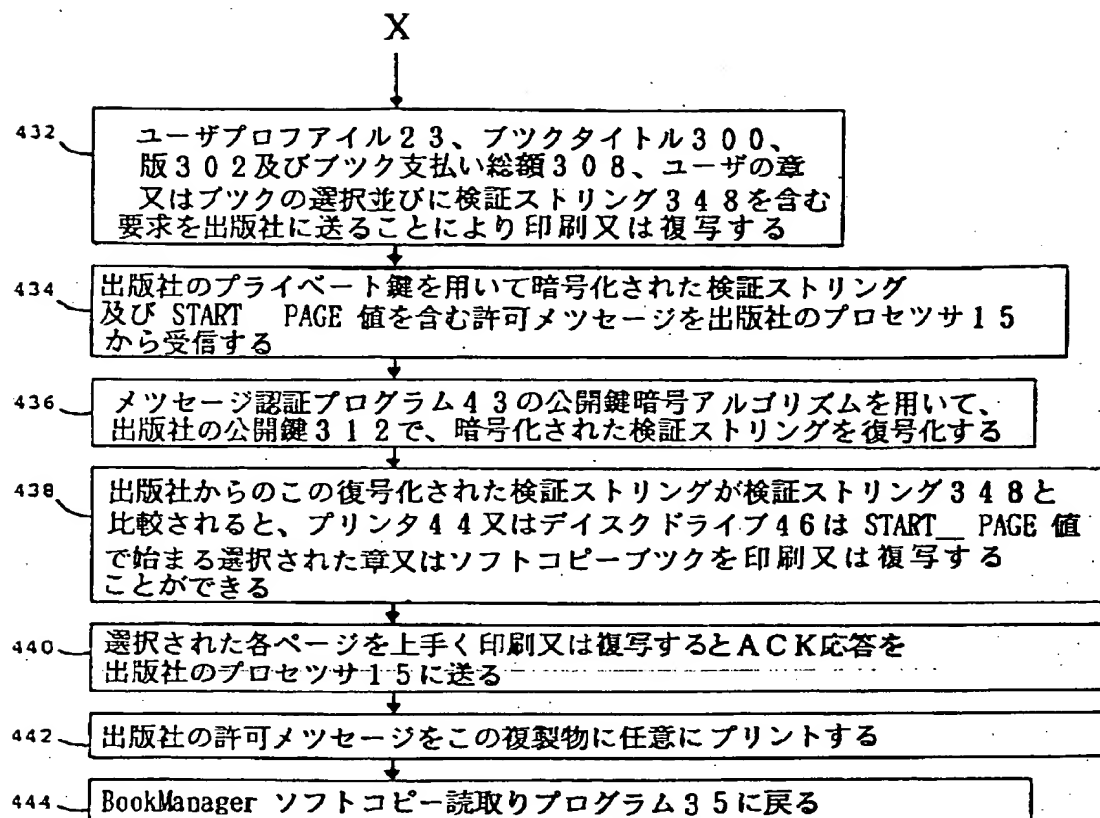 X
432
ユーザプロファイル23、ブツクタイトル300、
版302及びブツク支払い総額308、ユーザの章
又はブツクの選択並びに検証ストリング348を含む
要求を出版社に送ることにより印刷又は複写する
434
出版社のプライベート鍵を用いて暗号化された検証ストリング
及び START__PAGE 値を含む許可メツセージを出版社のプロセツサ15
から受信する
436
メツセージ認証プログラム43の公開鍵暗号アルゴリズムを用いて、
出版社の公開鍵312で、暗号化された検証ストリングを復号化する
438
出版社からのこの復号化された検証ストリングが検証ストリング348と
比較されると、プリンタ44又はデイスクドライブ46は START__ PAGE 値
で始まる選択された章又はソフトコピーブツクを印刷又は複写する
ことができる
440
選択された各ページを上手く印刷又は複写するとACK応答を
出版社のプロセツサ15に送る
442
出版社の許可メツセージをこの複製物に任意にプリントする
444
BookManager ソフトコピー読取りプログラム35に戻る